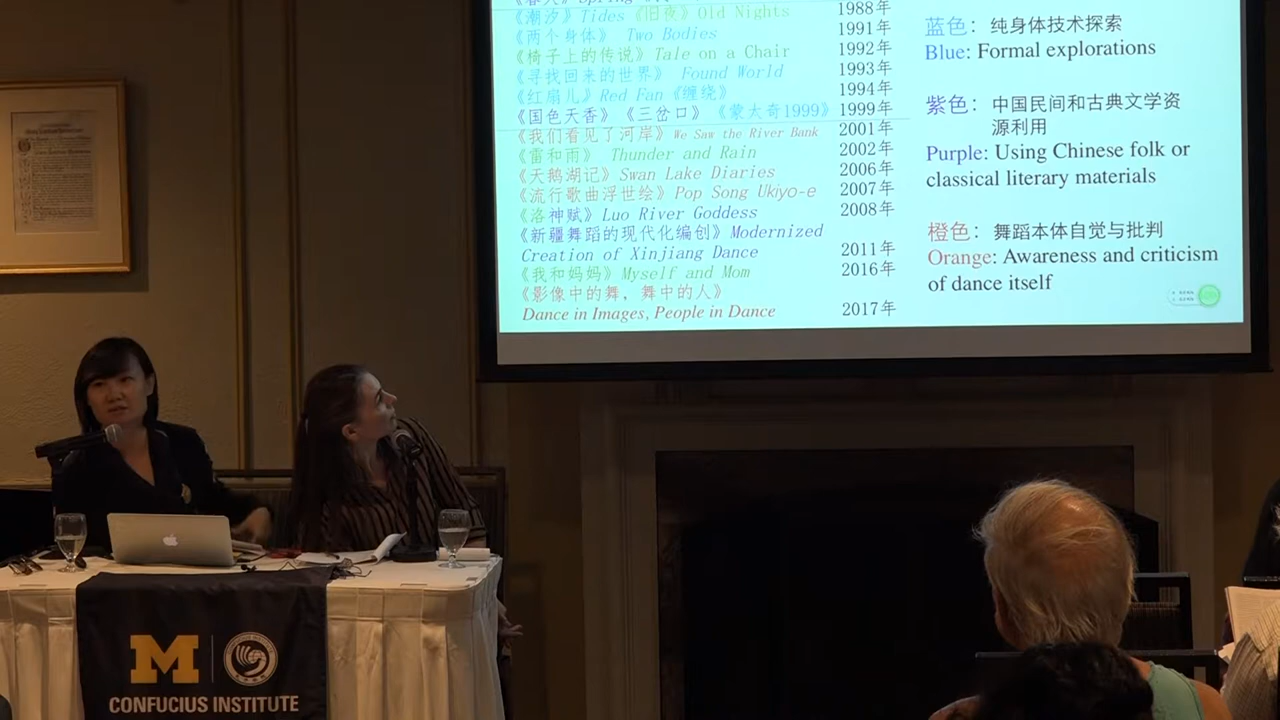 《潮汐》Tides《旧夜》Old Nights 1988年
《两个身体》 Two Bodies 1991年
《椅子上的传说》Tale on a Chair 1992年
《寻找回来的世界》 Found World 1993年
《红扇儿》Red Fan《缠绕》 1994年
《国色天香》《三岔口》《蒙太奇1999》 1999年
《我们看见了河岸》We Saw the River Bank 2001年
《雷和雨》 Thunder and Rain 2002年
《天鹅湖记》Swan Lake Diaries 2006年
《流行歌曲浮世绘》Pop Song Ukiyo-e 2007年
《洛神赋》Luo River Goddess 2008年
《新疆舞蹈的现代化编创》Modernized
Creation of Xinjiang Dance 2011年
《我和妈妈》Myself and Mom 2016年
《影像中的舞，舞中的人》
Dance in Images, People in Dance 2017年
蓝色：纯身体技术探索
Blue: Formal explorations
紫色：中国民间和古典文学资
源利用
Purple: Using Chinese folk or
classical literary materials
橙色：舞蹈本体自觉与批判
Orange: Awareness and criticism
of dance itself
M
CONFUCIUS INSTITUTE